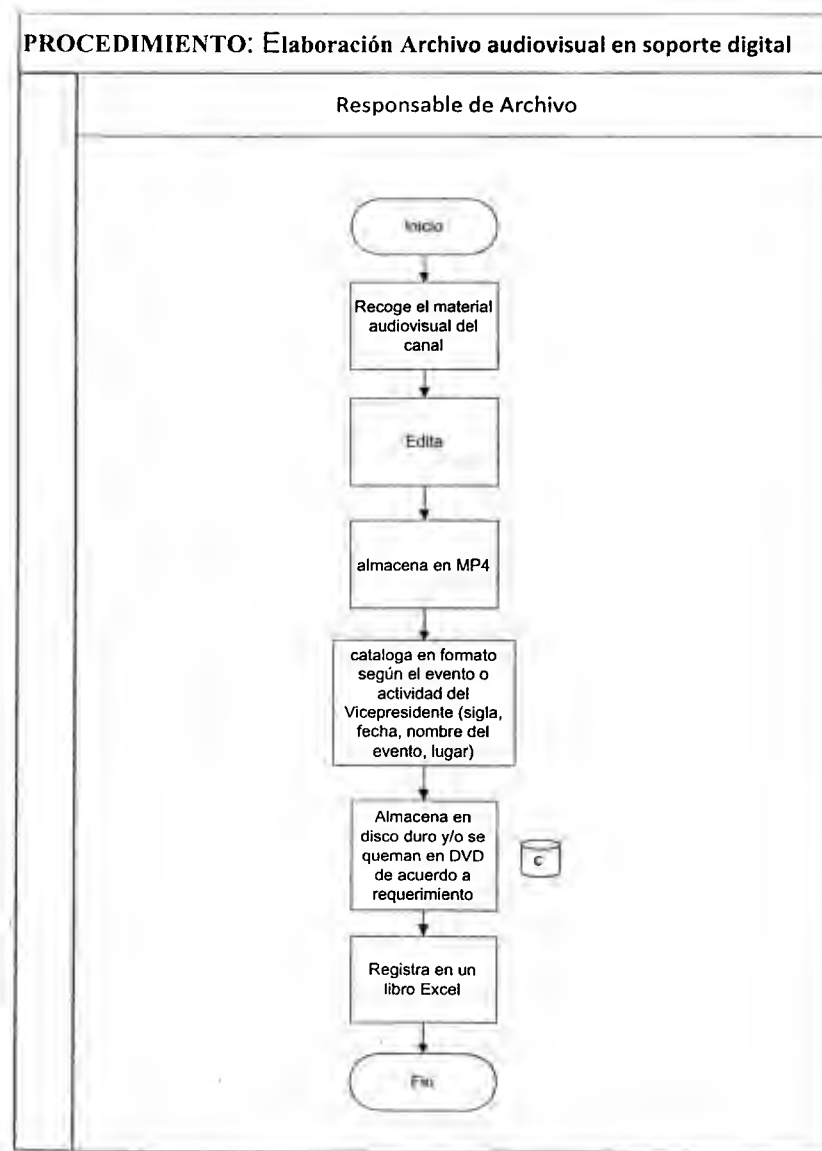 PROCEDIMIENTO: Elaboración Archivo audiovisual en soporte digital
Responsable de Archivo
Inicio
Recoge el material
audiovisual del
canal
Edita
almacena en MP4
cataloga en formato
según el evento o
actividad del
Vicepresidente (sigla,
fecha, nombre del
evento, lugar)
Almacena en
disco duro y/o se
queman en DVD
de acuerdo a
requerimiento
C
Registra en un
libro Excel
Fin